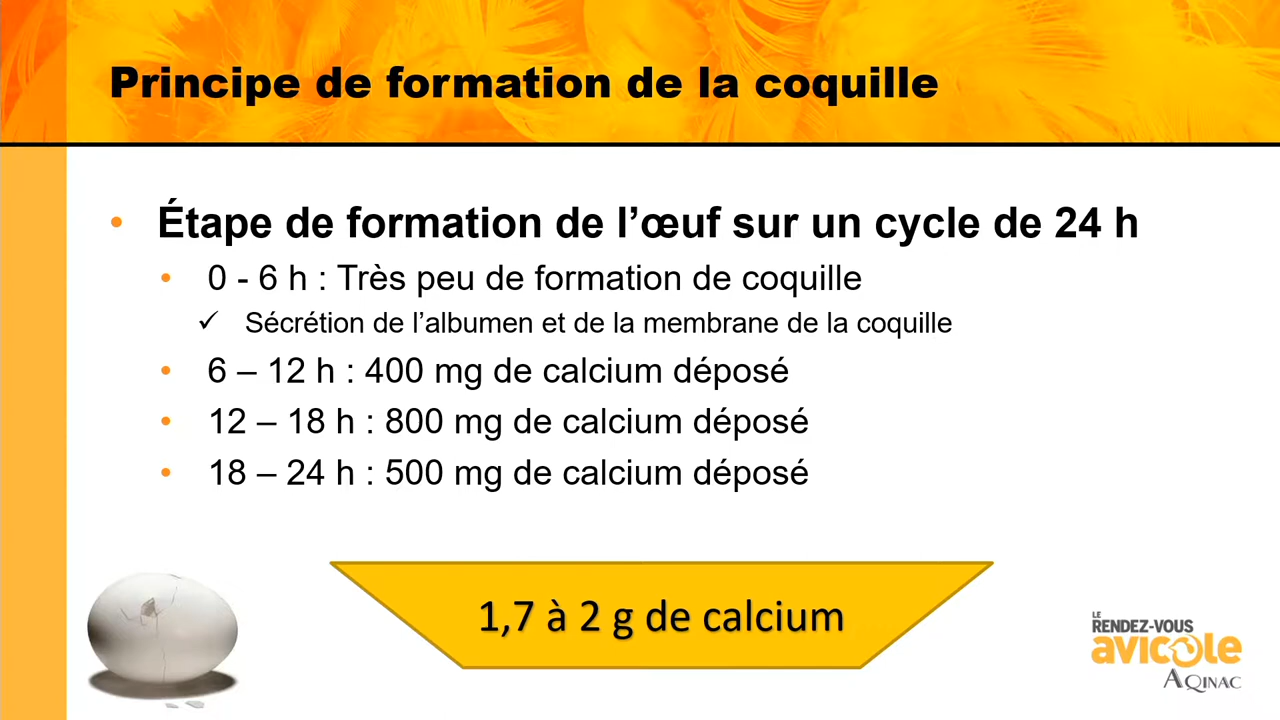 Principe de formation de la coquille
• Étape de formation de l’œuf sur un cycle de 24 h
• 0 - 6 h : Très peu de formation de coquille
✓ Sécrétion de l’albumen et de la membrane de la coquille
• 6 – 12 h : 400 mg de calcium déposé
• 12 – 18 h : 800 mg de calcium déposé
• 18 – 24 h : 500 mg de calcium déposé
1,7 à 2 g de calcium
LE
RENDEZ-VOUS
avicole
AQINAC